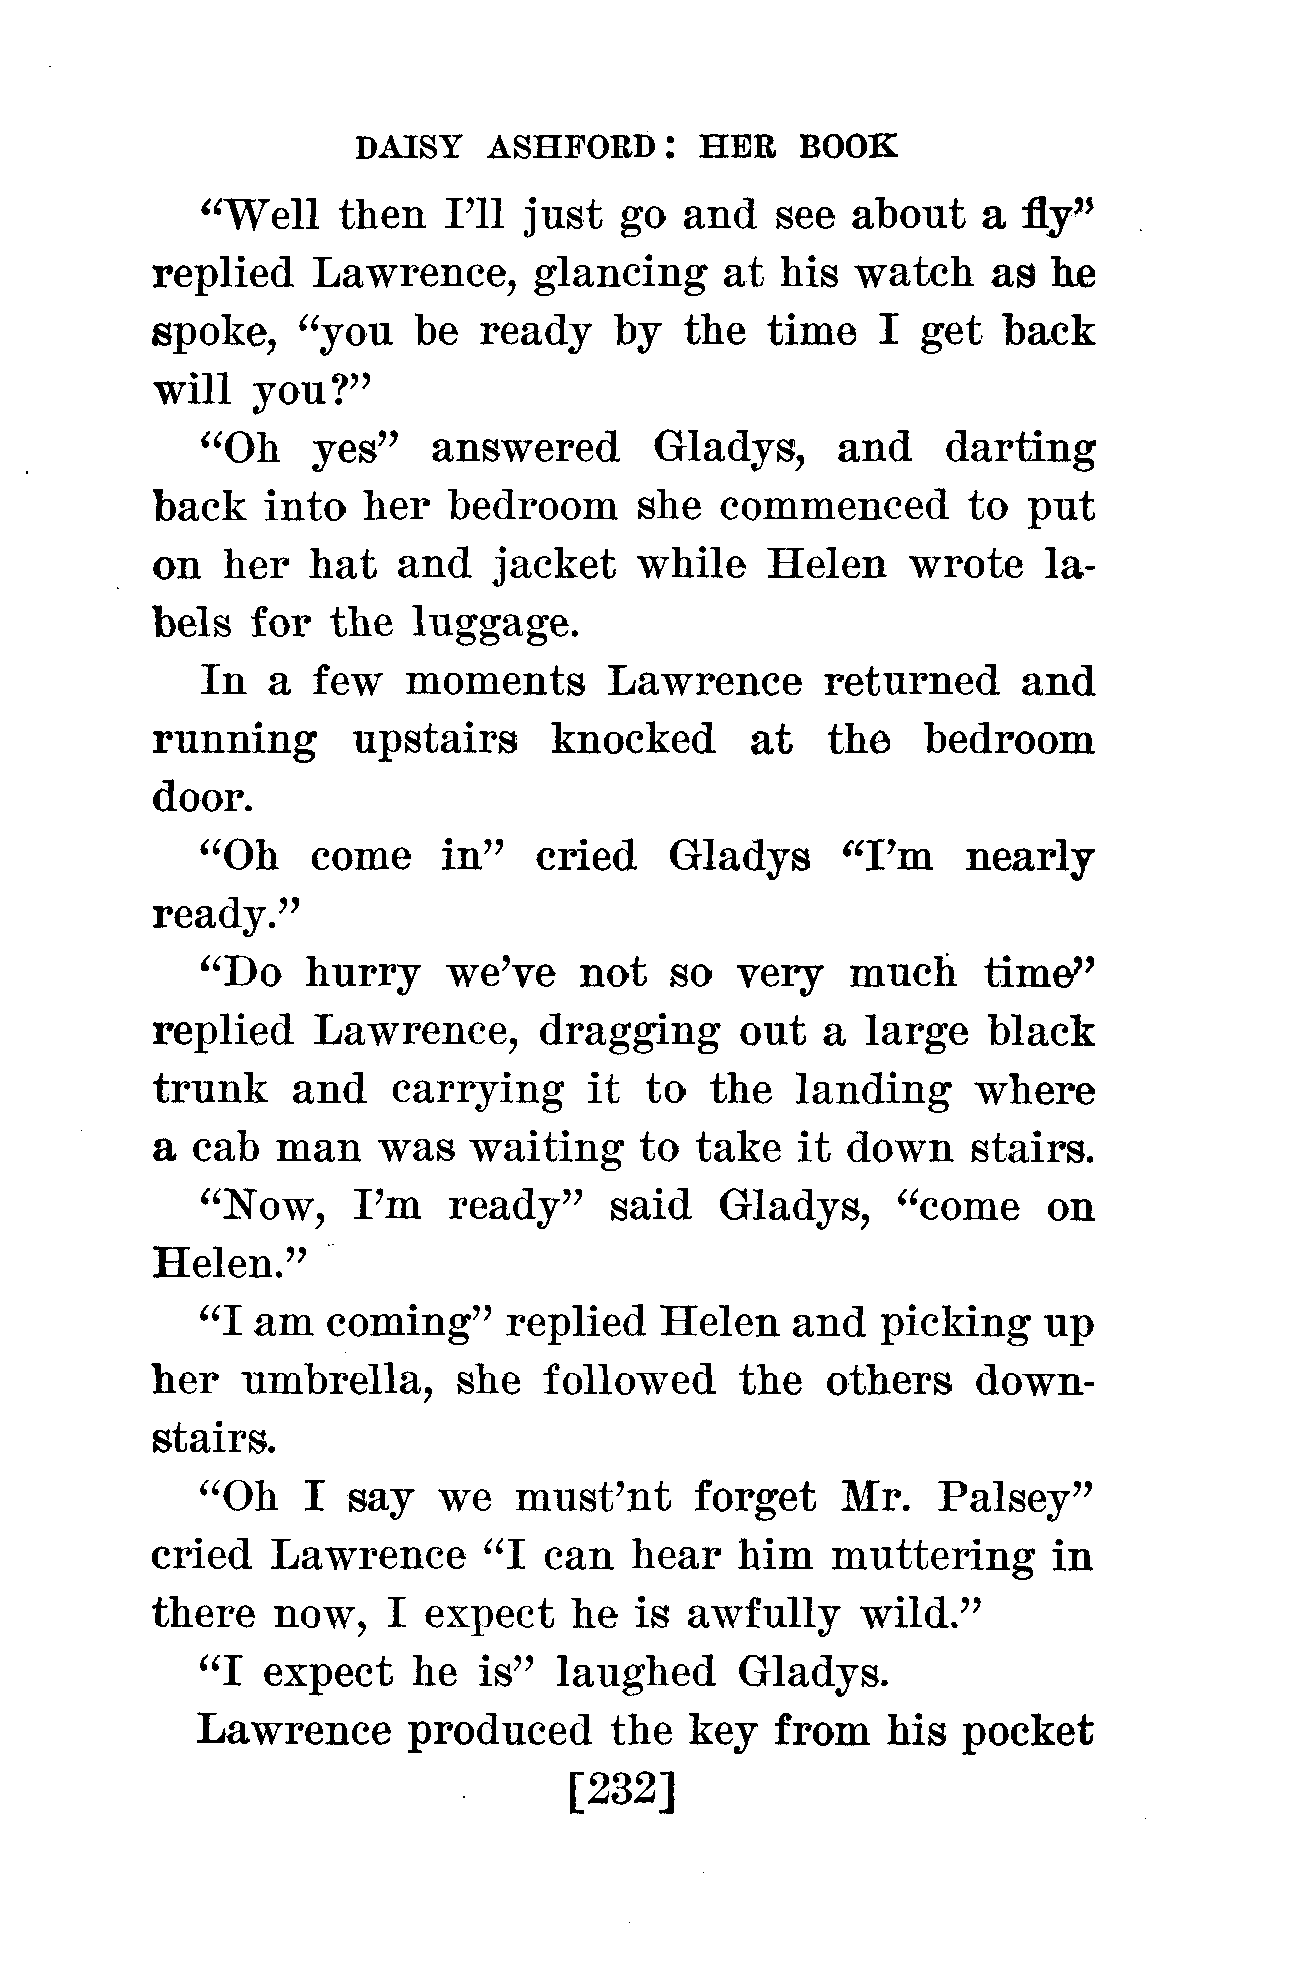 DAISY ASHFORD: HER BOOK
“Well then I’ll just go and see about a fly”
replied Lawrence, glancing at his watch as he
spoke, “you be ready by the time I get back
will you?”
“Oh yes” answered Gladys, and darting
back into her bedroom she commenced to put
on her hat and jacket while Helen wrote la-
bels for the luggage.
In a few moments Lawrence returned and
running upstairs knocked at the bedroom
door.
“Oh come in” cried Gladys “I’m nearly
ready.”
“Do hurry we’ve not so very much time”
replied Lawrence, dragging out a large black
trunk and carrying it to the landing where
a cab man was waiting to take it down stairs.
“Now, I’m ready” said Gladys, “come on
Helen.”
“I am coming” replied Helen and picking up
her umbrella, she followed the others down-
stairs.
“Oh I say we must’nt forget Mr. Palsey”
cried Lawrence “I can hear him muttering in
there now, I expect he is awfully wild.”
“I expect he is” laughed Gladys.
Lawrence produced the key from his pocket
[232]